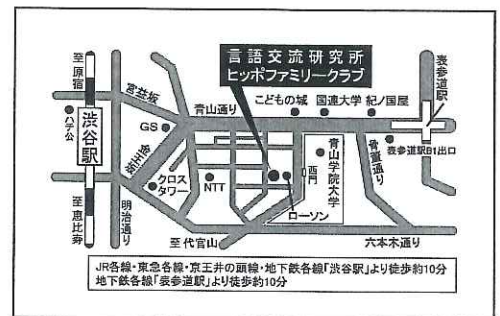 言語交流研究所
ヒッポファミリークラブ
至原宿
宮益坂
青山通り
こどもの城
国連大学
紀ノ国屋
表参道駅
ハチ公
渋谷駅
GS
金王坂
表参道駅B1出口
青山学院大学
骨董通り
西門
クロス
タワー
NTT
ローソン
至恵比寿
明治通り
至代官山
六本木通り
JR各線・東急各線・京王井の頭線・地下鉄各線「渋谷駅」より徒歩約10分
地下鉄各線「表参道駅」より徒歩約10分